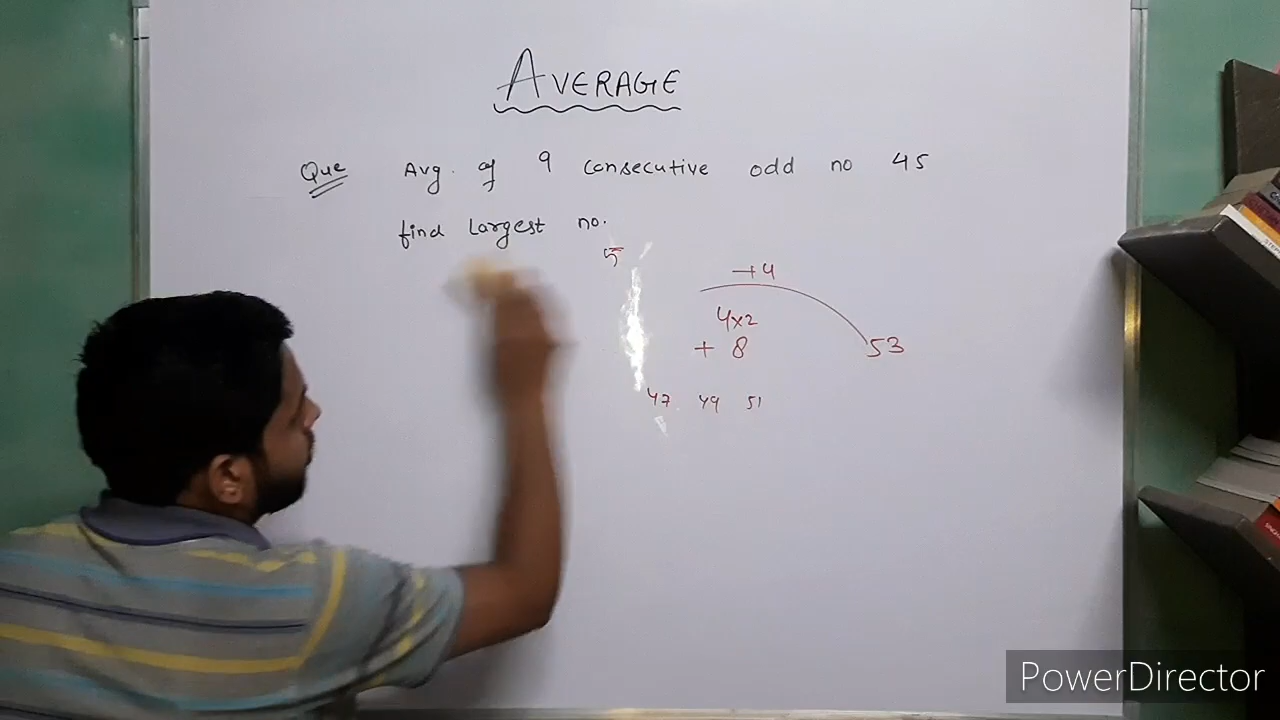 AVERAGE
Que Avg. of 9 consecutive odd no 45
find largest no.
5
+4
4x2
+ 8
53
47 49 51
PowerDirector